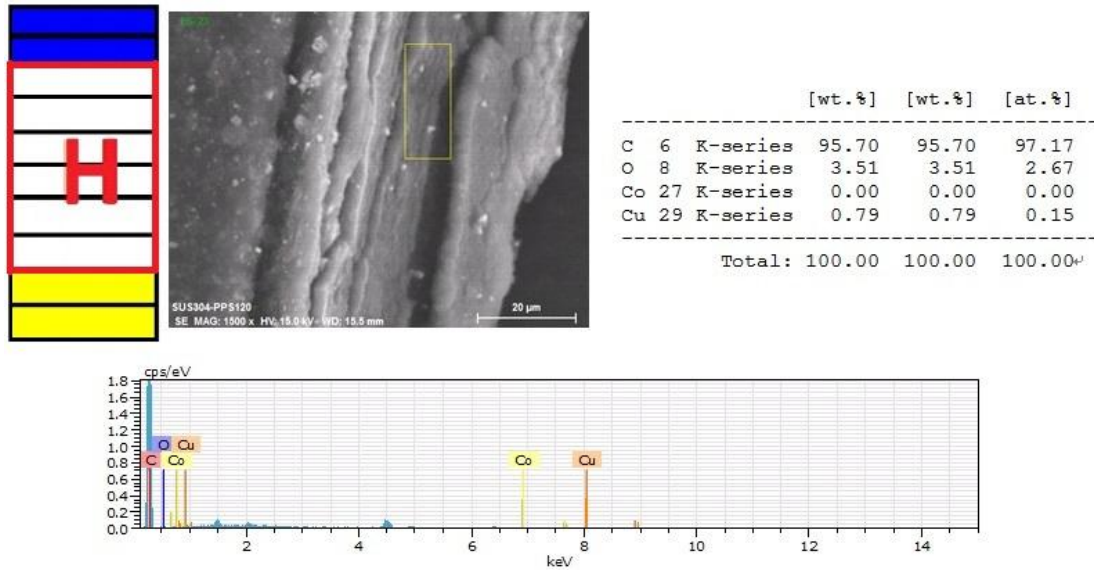 H
SUS304-PPS120
SE MAG: 1500 x HV: 15.0 kV WD: 15.5 mm
20 µm
[wt.%] [wt.%] [at.%]
C 6 K-series 95.70 95.70 97.17
O 8 K-series 3.51 3.51 2.67
Co 27 K-series 0.00 0.00 0.00
Cu 29 K-series 0.79 0.79 0.15
Total: 100.00 100.00 100.00↵
cps/eV
1.8
1.6
1.4
1.2
1.0
0.8
0.6
0.4
0.2
0.0
O Cu
C Co
Co
Cu
2 4 6 8 10 12 14
keV